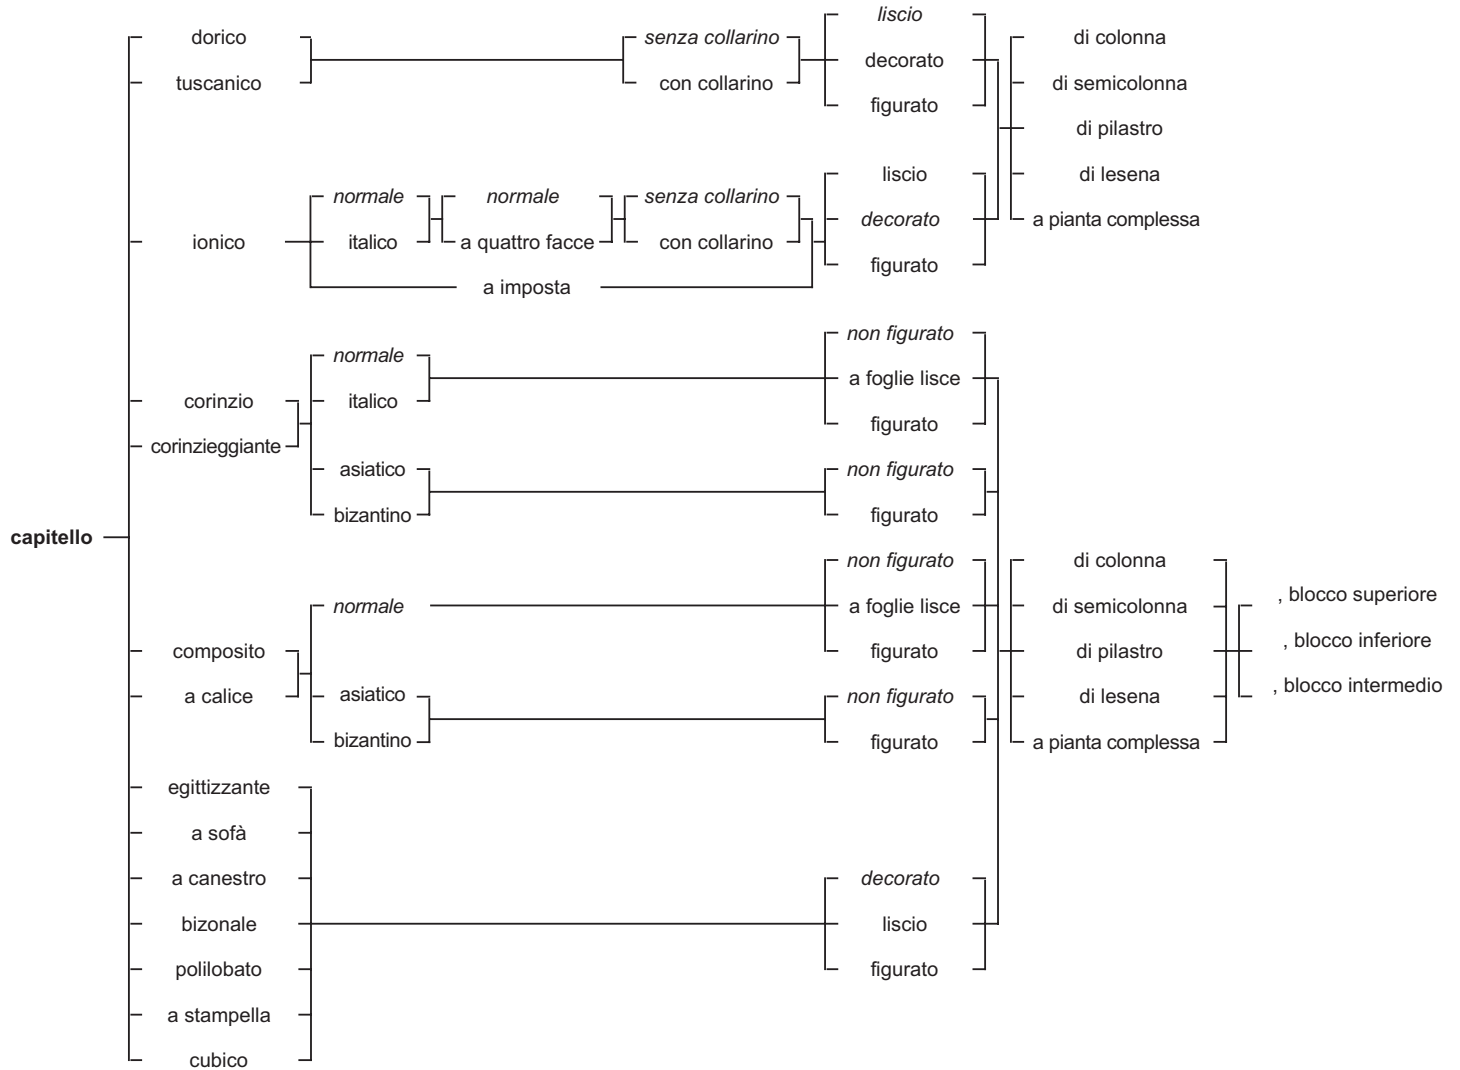 liscio
dorico senza collarino di colonna
decorato
tuscanico con collarino di semicolonna
figurato
di pilastro
liscio di lesena
normale normale senza collarino
decorato a pianta complessa
ionico italico a quattro facce con collarino
figurato
a imposta
non figurato
normale
a foglie lisce
corinzio italico
figurato
corinzieggiante
asiatico non figurato
bizantino figurato
capitello
non figurato di colonna
, blocco superiore
normale a foglie lisce di semicolonna
, blocco inferiore
composito figurato di pilastro
, blocco intermedio
a calice asiatico non figurato di lesena
bizantino figurato a pianta complessa
egittizzante
a sofà
a canestro decorato
bizonale liscio
polilobato figurato
a stampella
cubico